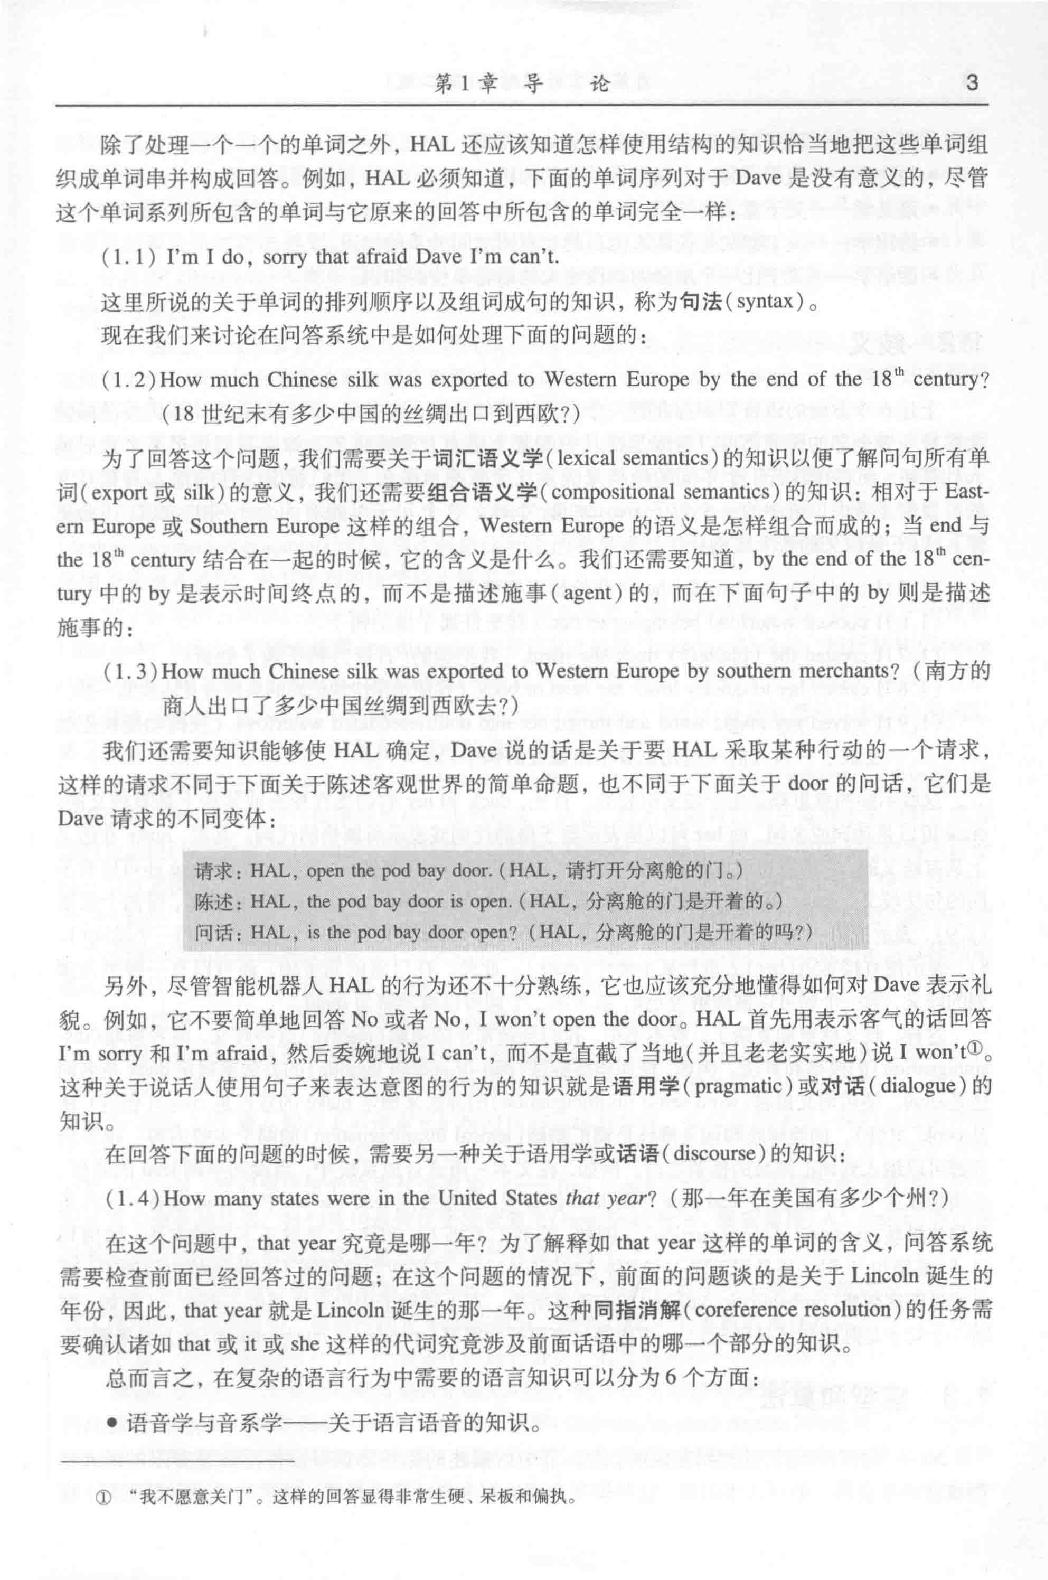 第1章 导 论 3
除了处理一个一个的单词之外，HAL 还应该知道怎样使用结构的知识恰当地把这些单词组
织成单词串并构成回答。例如，HAL 必须知道，下面的单词序列对于 Dave 是没有意义的，尽管
这个单词系列所包含的单词与它原来的回答中所包含的单词完全一样：
(1.1) I'm I do, sorry that afraid Dave I'm can't.
这里所说的关于单词的排列顺序以及组词成句的知识，称为句法(syntax)。
现在我们来讨论在问答系统中是如何处理下面的问题的：
(1.2) How much Chinese silk was exported to Western Europe by the end of the 18th century?
(18 世纪末有多少中国的丝绸出口到西欧?)
为了回答这个问题，我们需要关于词汇语义学(lexical semantics)的知识以便了解问句所有单
词(export 或 silk)的意义，我们还需要组合语义学(compositional semantics)的知识：相对于 East-
ern Europe 或 Southern Europe 这样的组合，Western Europe 的语义是怎样组合而成的；当 end 与
the 18th century 结合在一起的时候，它的含义是什么。我们还需要知道，by the end of the 18th cen-
tury 中的 by 是表示时间终点的，而不是描述施事(agent)的，而在下面句子中的 by 则是描述
施事的：
(1.3) How much Chinese silk was exported to Western Europe by southern merchants? (南方的
商人出口了多少中国丝绸到西欧去?)
我们还需要知识能够使 HAL 确定，Dave 说的话是关于要 HAL 采取某种行动的一个请求，
这样的请求不同于下面关于陈述客观世界的简单命题，也不同于下面关于 door 的问话，它们是
Dave 请求的不同变体：
请求：HAL, open the pod bay door. (HAL，请打开分离舱的门。)
陈述：HAL, the pod bay door is open. (HAL，分离舱的门是开着的。)
问话：HAL, is the pod bay door open? (HAL，分离舱的门是开着的吗?)
另外，尽管智能机器人 HAL 的行为还不十分熟练，它也应该充分地懂得如何对 Dave 表示礼
貌。例如，它不要简单地回答 No 或者 No, I won't open the door。HAL 首先用表示客气的话回答
I'm sorry 和 I'm afraid，然后委婉地说 I can't，而不是直截了当地(并且老老实实地)说 I won't①。
这种关于说话人使用句子来表达意图的行为的知识就是语用学(pragmatic)或对话(dialogue)的
知识。
在回答下面的问题的时候，需要另一种关于语用学或话语(discourse)的知识：
(1.4) How many states were in the United States that year? (那一年在美国有多少个州?)
在这个问题中，that year 究竟是哪一年？为了解释如 that year 这样的单词的含义，问答系统
需要检查前面已经回答过的问题；在这个问题的情况下，前面的问题谈的是关于 Lincoln 诞生的
年份，因此，that year 就是 Lincoln 诞生的那一年。这种同指消解(coreference resolution)的任务需
要确认诸如 that 或 it 或 she 这样的代词究竟涉及前面话语中的哪一个部分的知识。
总而言之，在复杂的语言行为中需要的语言知识可以分为 6 个方面：
● 语音学与音系学——关于语言语音的知识。
① “我不愿意关门”。这样的回答显得非常生硬、呆板和偏执。